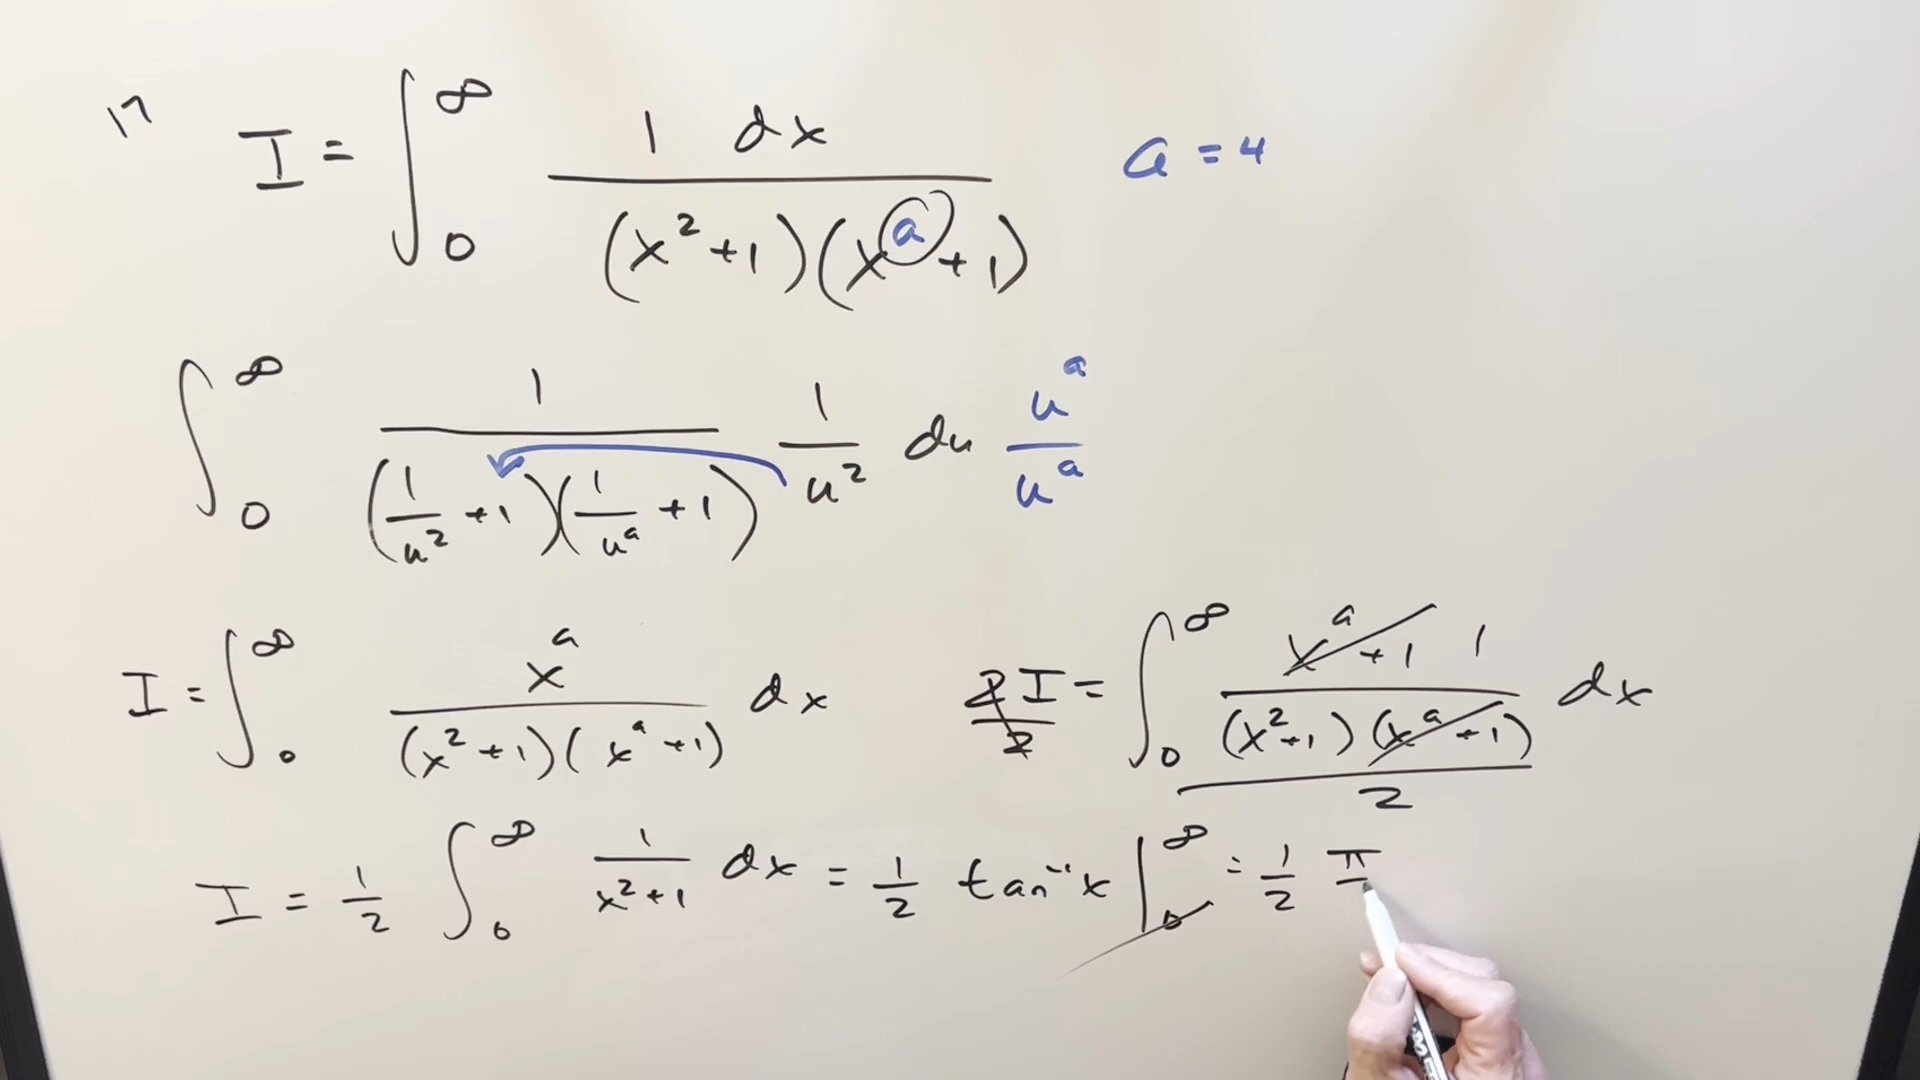 17 I = ∫₀^∞ 1 dx / (x² + 1)(x^a + 1) a = 4
∫₀^∞ 1 / (1/u² + 1)(1/u^a + 1) 1/u² du u^a/u^a
I = ∫₀^∞ x^a / (x² + 1)(x^a + 1) dx 2I/2 = ∫₀^∞ x^a + 1 1 / (x² + 1)(x^a + 1) dx / 2
I = 1/2 ∫₀^∞ 1 / x² + 1 dx = 1/2 tan⁻¹ x |₀^∞ = 1/2 π